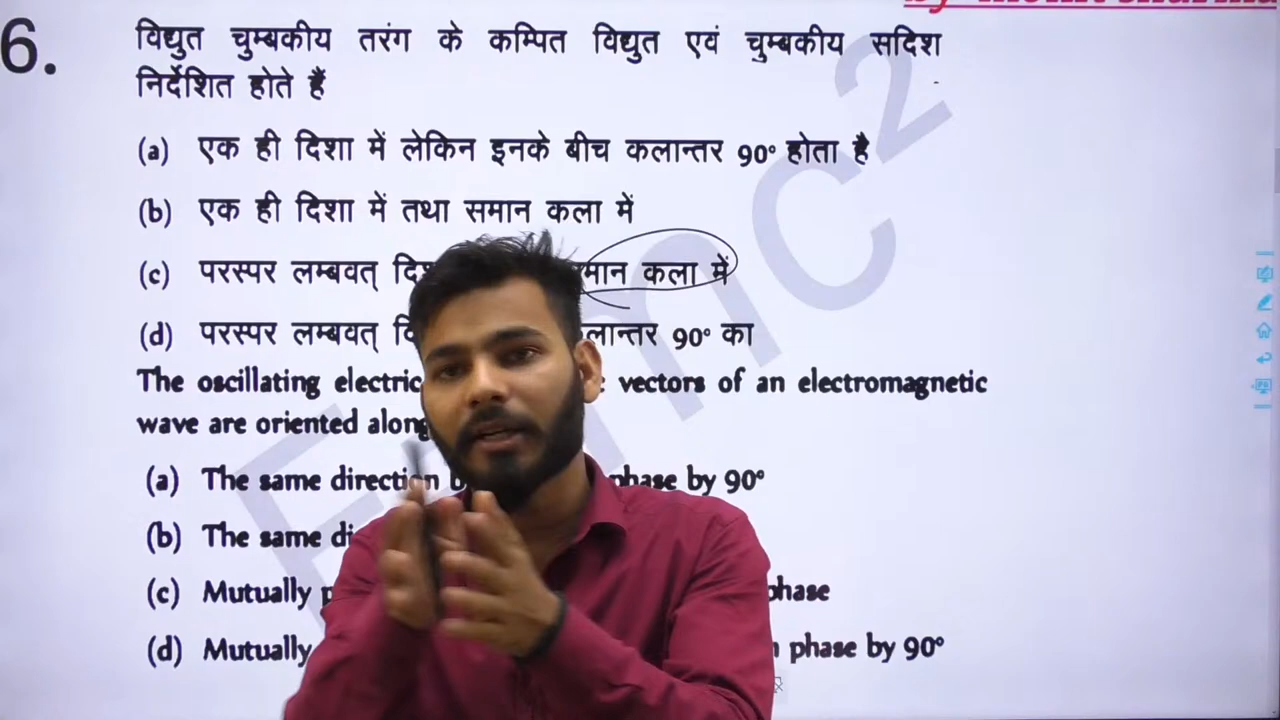 6.
विद्युत चुम्बकीय तरंग के कम्पित विद्युत एवं चुम्बकीय सदिश
निर्देशित होते हैं
(a) एक ही दिशा में लेकिन इनके बीच कलान्तर 90° होता है
(b) एक ही दिशा में तथा समान कला में
(c) परस्पर लम्बवत् कला में
(d) परस्पर लम्बवत् 90° का
The oscillating electric vectors of an electromagnetic
wave are oriented along
(a) The same direction phase by 90°
(b) The same
(c) Mutually phase
(d) Mutually phase by 90°
Emc²